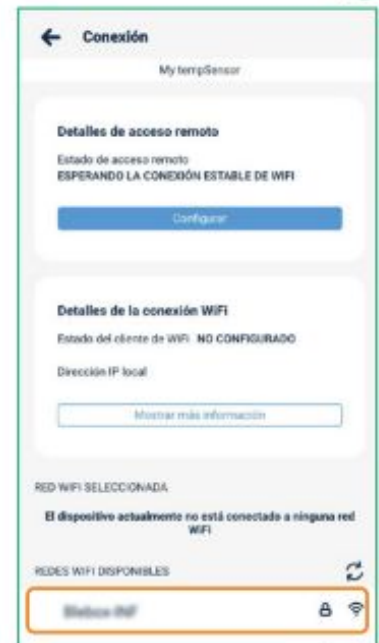 Conexión
My tempSensor
Detalles de acceso remoto
Estado de acceso remoto
ESPERANDO LA CONEXIÓN ESTABLE DE WIFI
Configurar
Detalles de la conexión WiFi
Estado del cliente de WiFi NO CONFIGURADO
Dirección IP local
Mostrar más información
RED WIFI SELECCIONADA
El dispositivo actualmente no está conectado a ninguna red
WiFi
REDES WIFI DISPONIBLES